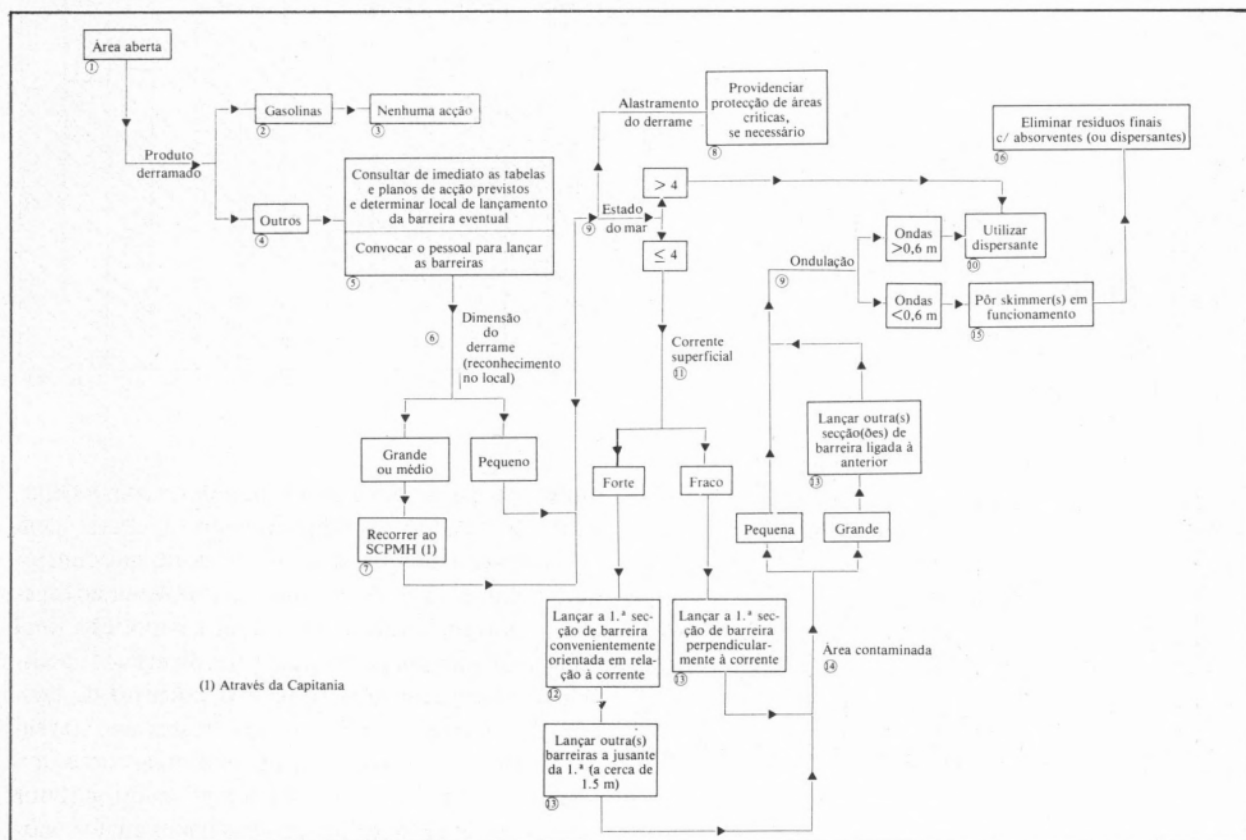 Área aberta
①
Produto
derramado
Gasolinas
②
Nenhuma acção
③
Outros
④
Consultar de imediato as tabelas
e planos de acção previstos
e determinar local de lançamento
da barreira eventual
Convocar o pessoal para lançar
as barreiras
⑤
⑥
Dimensão
do
derrame
(reconhecimento
no local)
Grande
ou médio
Pequeno
Recorrer ao
SCPMH (1)
⑦
(1) Através da Capitania
Alastramento
do derrame
Providenciar
protecção de áreas
críticas,
se necessário
⑧
Estado
do mar
⑨
> 4
≤ 4
Corrente
superficial
⑪
Forte
Fraco
Lançar a 1.ª sec-
ção de barreira
convenientemente
orientada em rela-
ção à corrente
⑫
Lançar a 1.ª sec-
ção de barreira
perpendicular-
mente à corrente
⑬
Lançar outra(s)
barreiras a jusante
da 1.ª (a cerca de
1.5 m)
⑬
Área contaminada
⑭
Pequena
Grande
Lançar outra(s)
secção(ões) de
barreira ligada à
anterior
⑬
Ondulação
⑨
Ondas
>0,6 m
Utilizar
dispersante
⑩
Ondas
<0,6 m
Pôr skimmer(s) em
funcionamento
⑮
Eliminar resíduos finais
c/ absorventes (ou dispersantes)
⑯